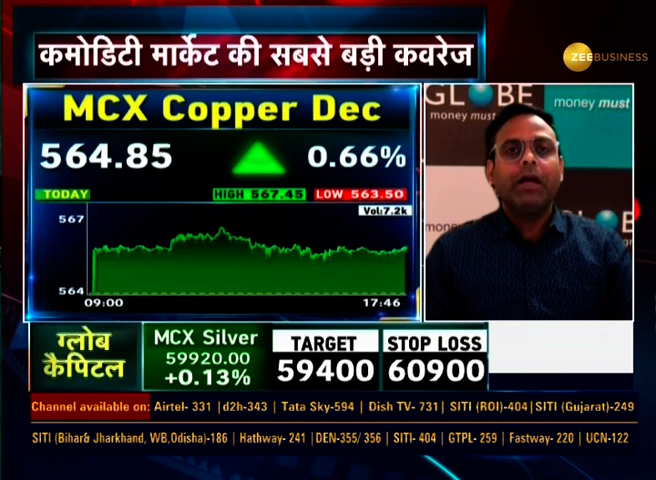 कमोडिटी मार्केट की सबसे बड़ी कवरेज
ZEEBUSINESS
MCX Copper Dec
564.85 0.66%
TODAY HIGH 567.45 LOW 563.50
Vol:7.2k
567
564
09:00 17:46
GLOBE
money must
money must
money
ग्लोब
कैपिटल
MCX Silver
59920.00
+0.13%
TARGET
59400
STOP LOSS
60900
Channel available on: Airtel- 331 | d2h-343 | Tata Sky-594 | Dish TV- 731| SITI (ROI)-404| SITI (Gujarat)-249
SITI (Bihar& Jharkhand, WB,Odisha)-186 | Hathway- 241 |DEN-355/ 356 | SITI- 404 | GTPL- 259 | Fastway- 220 | UCN-122